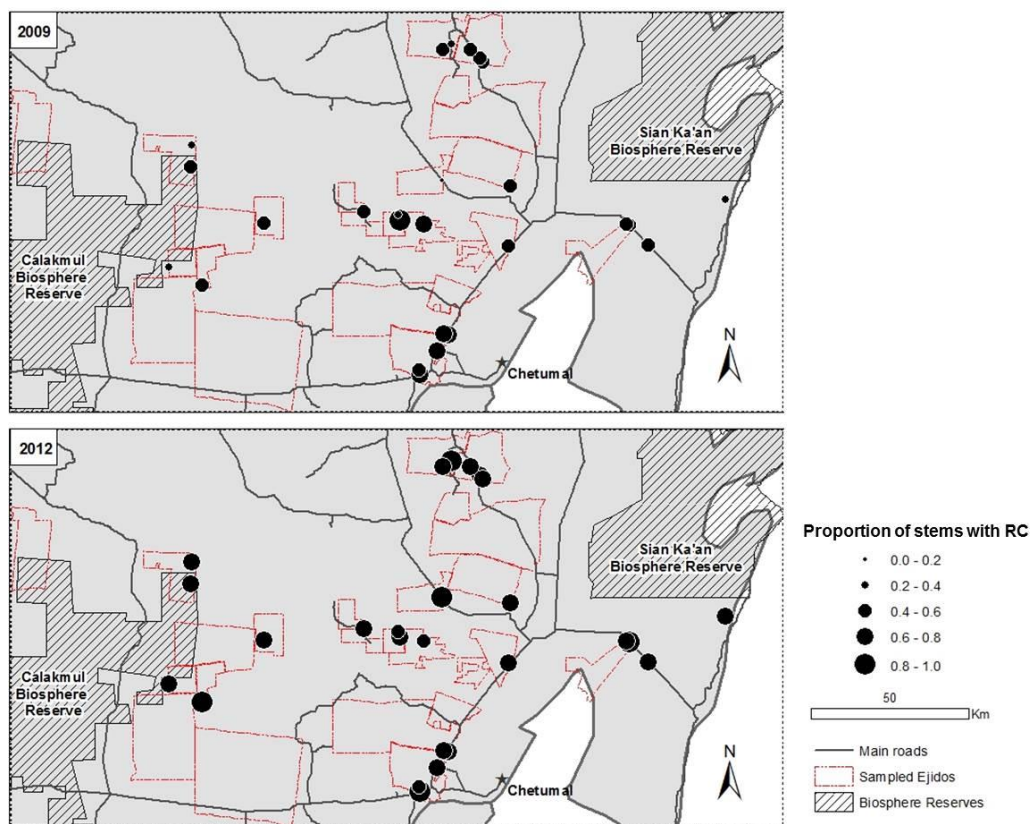 2009
Sian Ka'an
Biosphere Reserve
Calakmul
Biosphere
Reserve
N
Chetumal
2012
Sian Ka'an
Biosphere Reserve
Calakmul
Biosphere
Reserve
N
Chetumal
Proportion of stems with RC
0.0 - 0.2
0.2 - 0.4
0.4 - 0.6
0.6 - 0.8
0.8 - 1.0
50
Km
Main roads
Sampled Ejidos
Biosphere Reserves